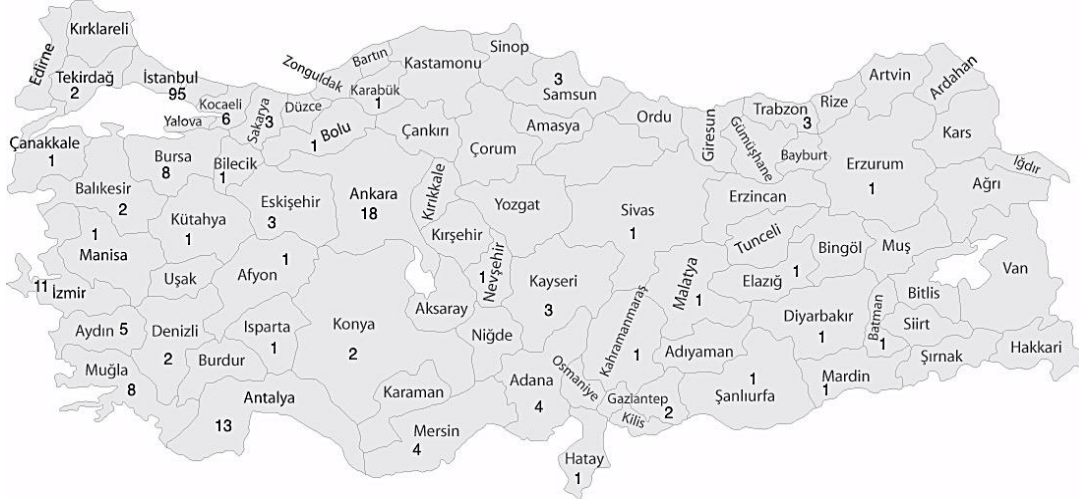 Kırklareli
Edirne
Tekirdağ
2
İstanbul
95
Kocaeli
6
Yalova
Sakarya
3
Düzce
Zonguldak
Bartın
Karabük
1
Kastamonu
Sinop
3
Samsun
Amasya
Ordu
Giresun
Gümüşhane
Trabzon
3
Rize
Artvin
Ardahan
Kars
Iğdır
Ağrı
Bayburt
Erzurum
1
Erzincan
Çanakkale
1
Balıkesir
2
Bursa
8
Bilecik
1
1 Bolu
Çankırı
Çorum
Kırıkkale
Ankara
18
Eskişehir
3
Kütahya
1
1
Manisa
Uşak
Afyon
1
11 İzmir
Aydın 5
Denizli
2
Muğla
8
Burdur
Isparta
1
Antalya
13
Konya
2
Karaman
Mersin
4
Aksaray
Niğde
Nevşehir
1
Kırşehir
Yozgat
Sivas
1
Kayseri
3
Adana
4
Osmaniye
Hatay
1
Kahramanmaraş
1
Gaziantep
2
Kilis
Adıyaman
Malatya
1
Elazığ
1
Tunceli
Bingöl
Muş
Diyarbakır
1
1
Şanlıurfa
Mardin
1
Batman
1
Siirt
Bitlis
Van
Şırnak
Hakkari